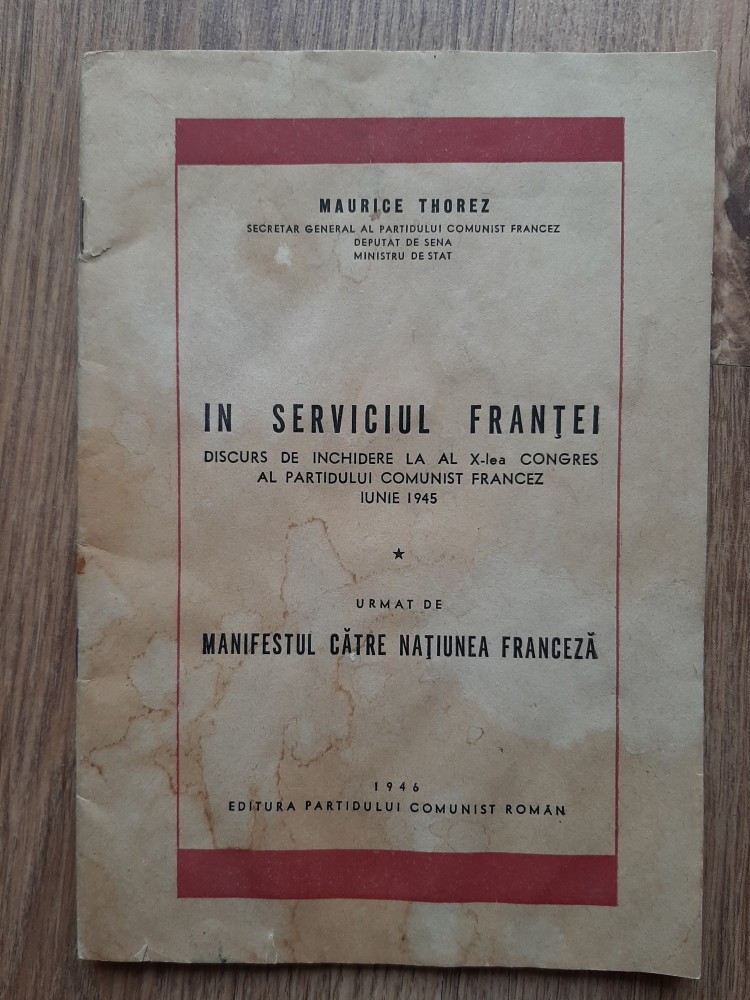 MAURICE THOREZ
SECRETAR GENERAL AL PARTIDULUI COMUNIST FRANCEZ
DEPUTAT DE SENA
MINISTRU DE STAT
IN SERVICIUL FRANŢEI
DISCURS DE INCHIDERE LA AL X-lea CONGRES
AL PARTIDULUI COMUNIST FRANCEZ
IUNIE 1945
★
URMAT DE
MANIFESTUL CĂTRE NAŢIUNEA FRANCEZĂ
1946
EDITURA PARTIDULUI COMUNIST ROMÂN